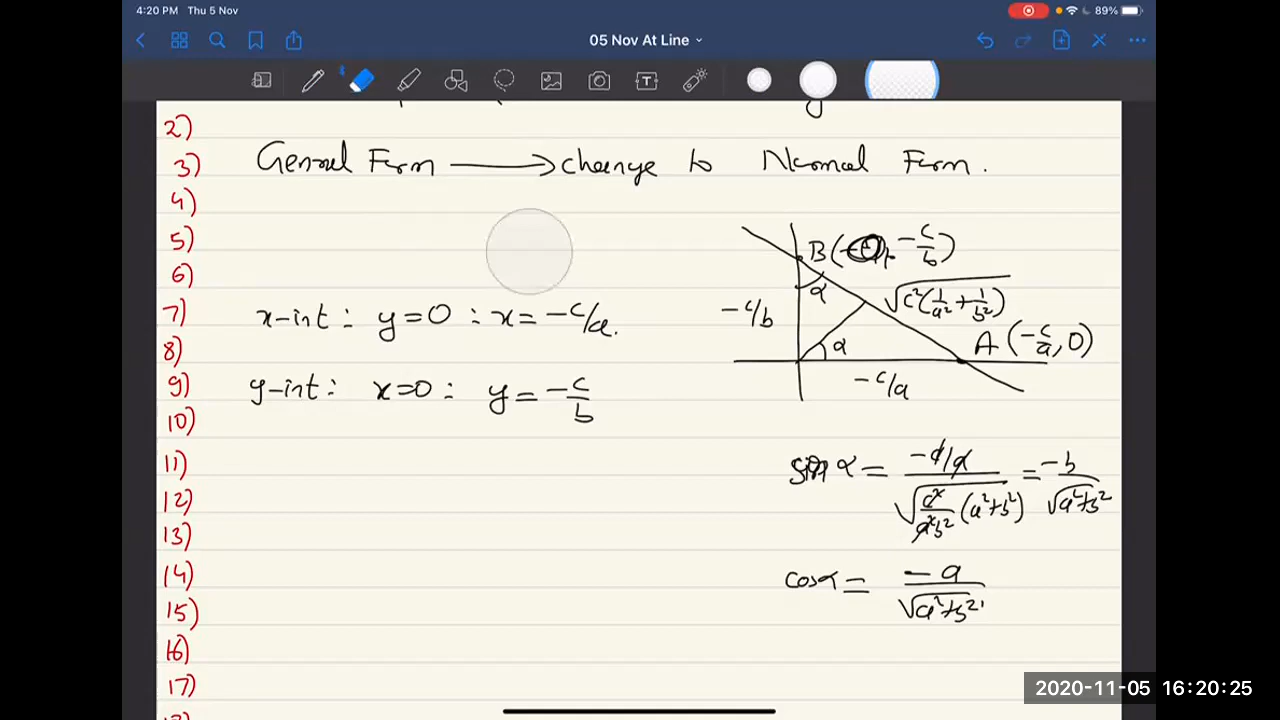 4:20 PM Thu 5 Nov
89%
05 Nov At Line
2)
3) General Form ⟶ change to Normal Form.
4)
5)
6)
7) x-int : y=0 : x = -c/a.
8)
9) y-int : x=0 : y = -c/b
10)
11)
12)
13)
14)
15)
16)
17)
B ( , -c/b)
α
√c²(1/a² + 1/b²)
-c/b
α
A (-c/a, 0)
-c/a
sin α = -c/a / √c²/a²b² (a²+b²) = -b / √a²+b²
cos α = -a / √a²+b²
2020-11-05 16:20:25